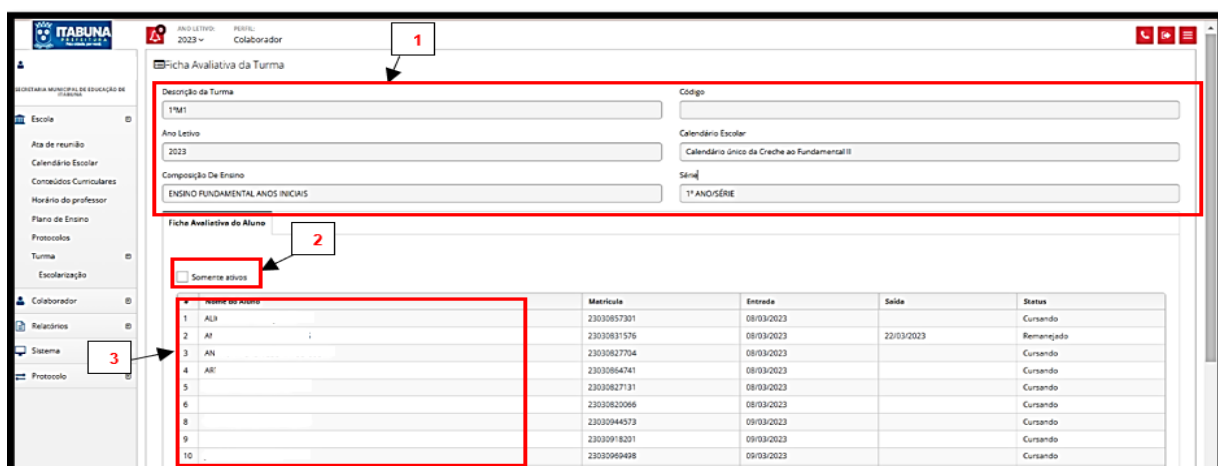 ITABUNA
PREFEITURA
ANO LETIVO: PERFIL:
2023 Colaborador
1
SECRETARIA MUNICIPAL DE EDUCAÇÃO DE
ITABUNA
Escola
Ata de reunião
Calendário Escolar
Conteúdos Curriculares
Horário do professor
Plano de Ensino
Protocolos
Turma
Escolarização
Colaborador
Relatórios
Sistema
Protocolo
Ficha Avaliativa da Turma
Descrição da Turma Código
1ºM1
Ano Letivo Calendário Escolar
2023 Calendário único da Creche ao Fundamental II
Composição De Ensino Série
ENSINO FUNDAMENTAL ANOS INICIAIS 1º ANO/SÉRIE
Ficha Avaliativa do Aluno
2
Somente ativos
3
# Nome do Aluno Matrícula Entrada Saída Status
1 23030857301 08/03/2023 Cursando
2 23030831576 08/03/2023 22/03/2023 Remanejado
3 AN 23030827704 08/03/2023 Cursando
4 23030864741 08/03/2023 Cursando
5 23030827131 08/03/2023 Cursando
6 23030820066 08/03/2023 Cursando
8 23030944573 09/03/2023 Cursando
9 23030918201 09/03/2023 Cursando
10 23030969498 09/03/2023 Cursando